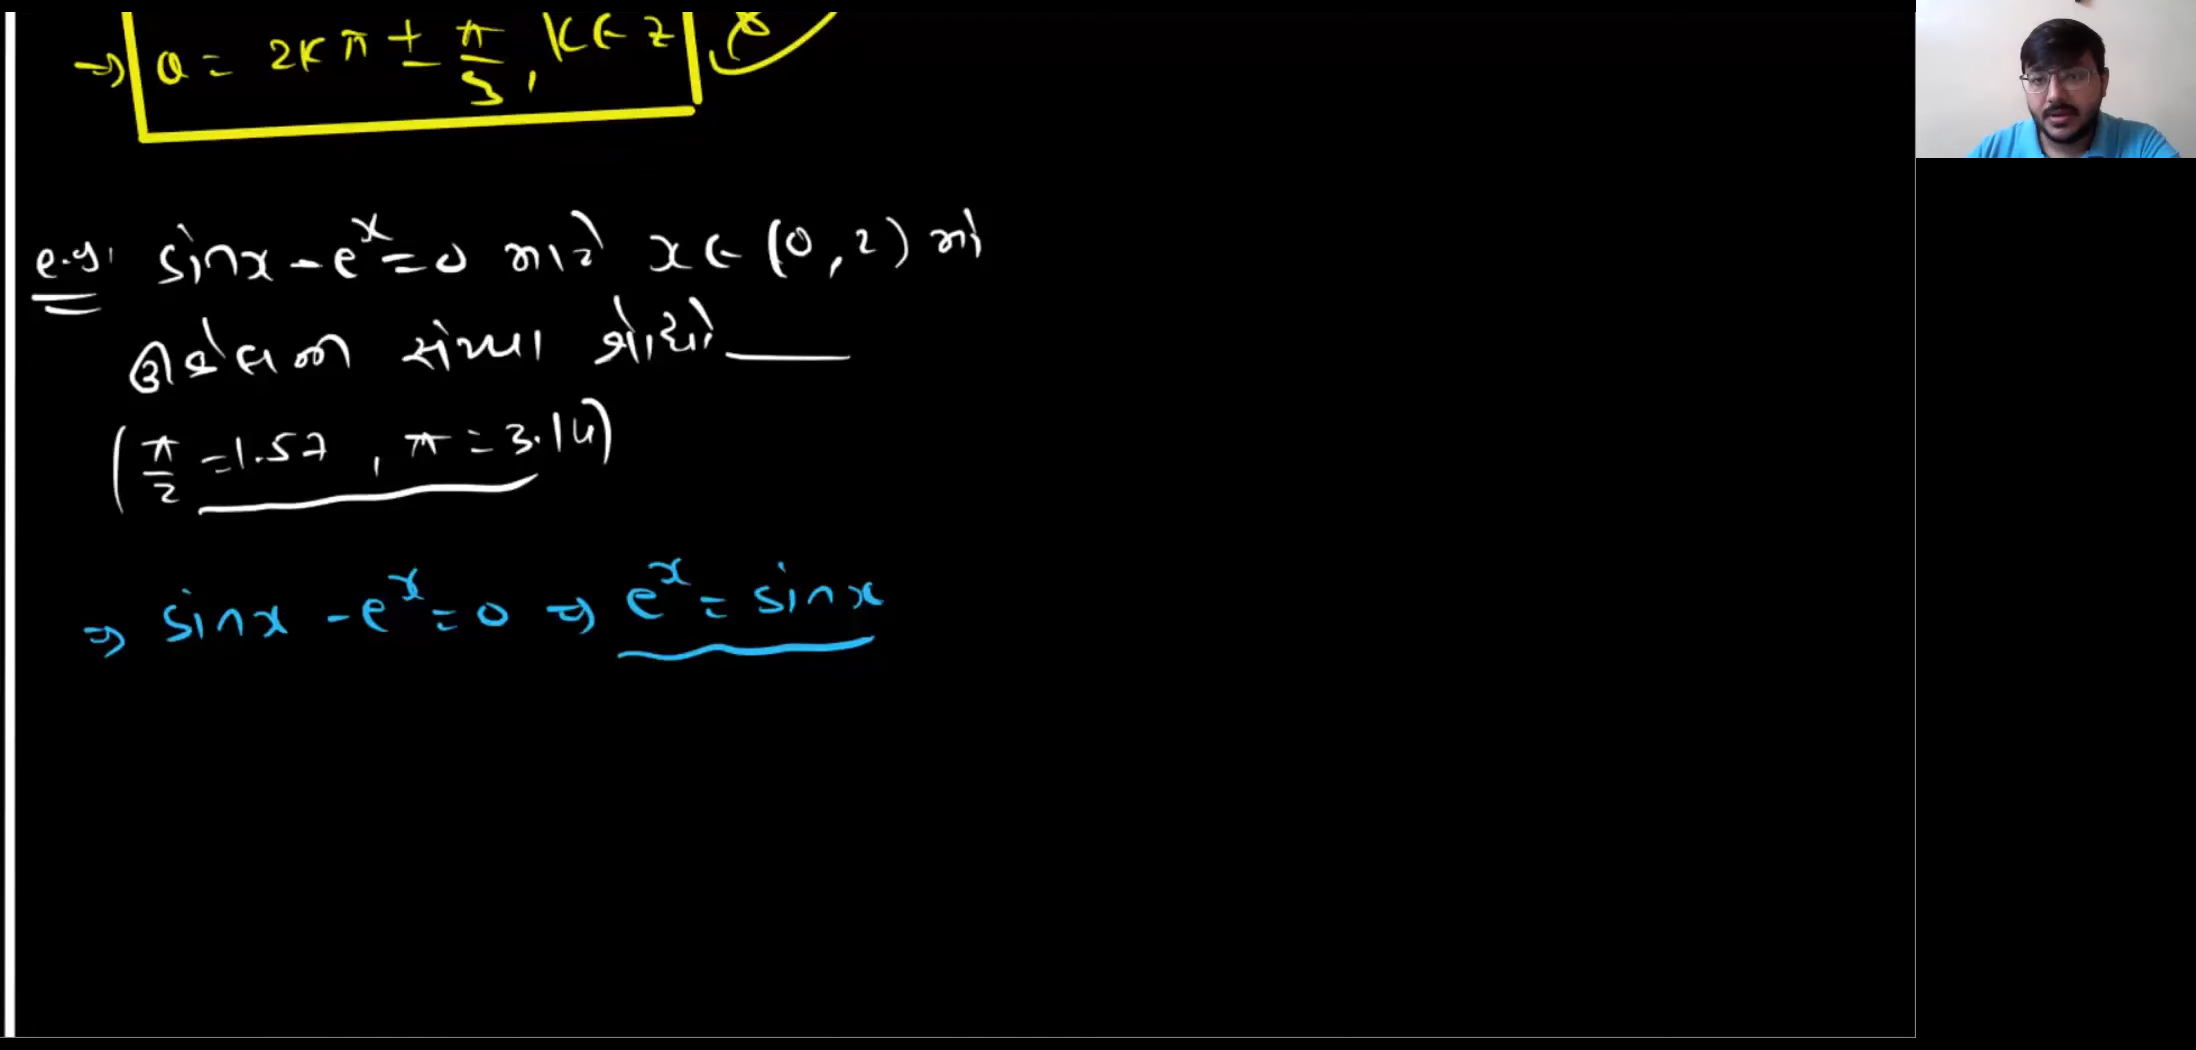 → θ = 2kπ ± π/3, k ∈ z
e.g. sinx - e^x = 0 માટે x ∈ (0, 2) માં
ઉકેલની સંખ્યા શોધો ____
(π/2 = 1.57, π = 3.14)
⇒ sinx - e^x = 0 ⇒ e^x = sinx